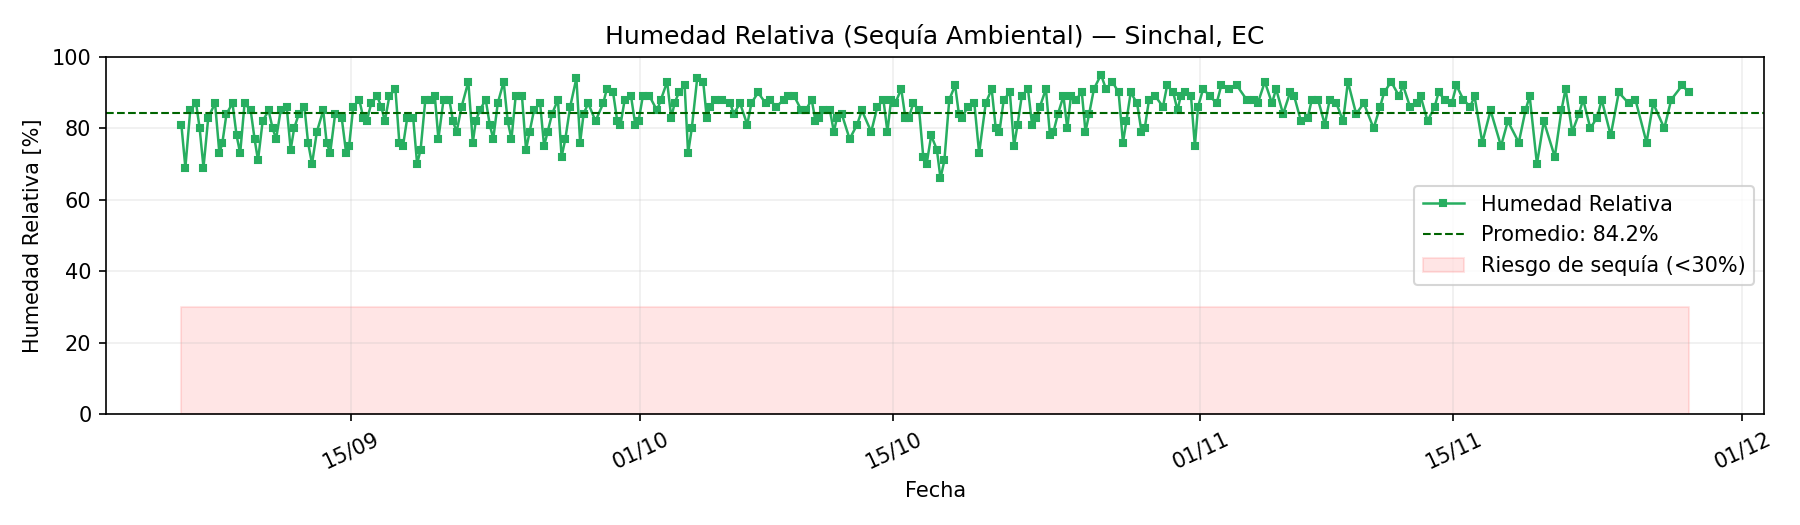 Humedad Relativa (Sequía Ambiental) — Sinchal, EC
Humedad Relativa [%]
100
80
60
40
20
0
Humedad Relativa
Promedio: 84.2%
Riesgo de sequía (<30%)
15/09
01/10
15/10
01/11
15/11
01/12
Fecha